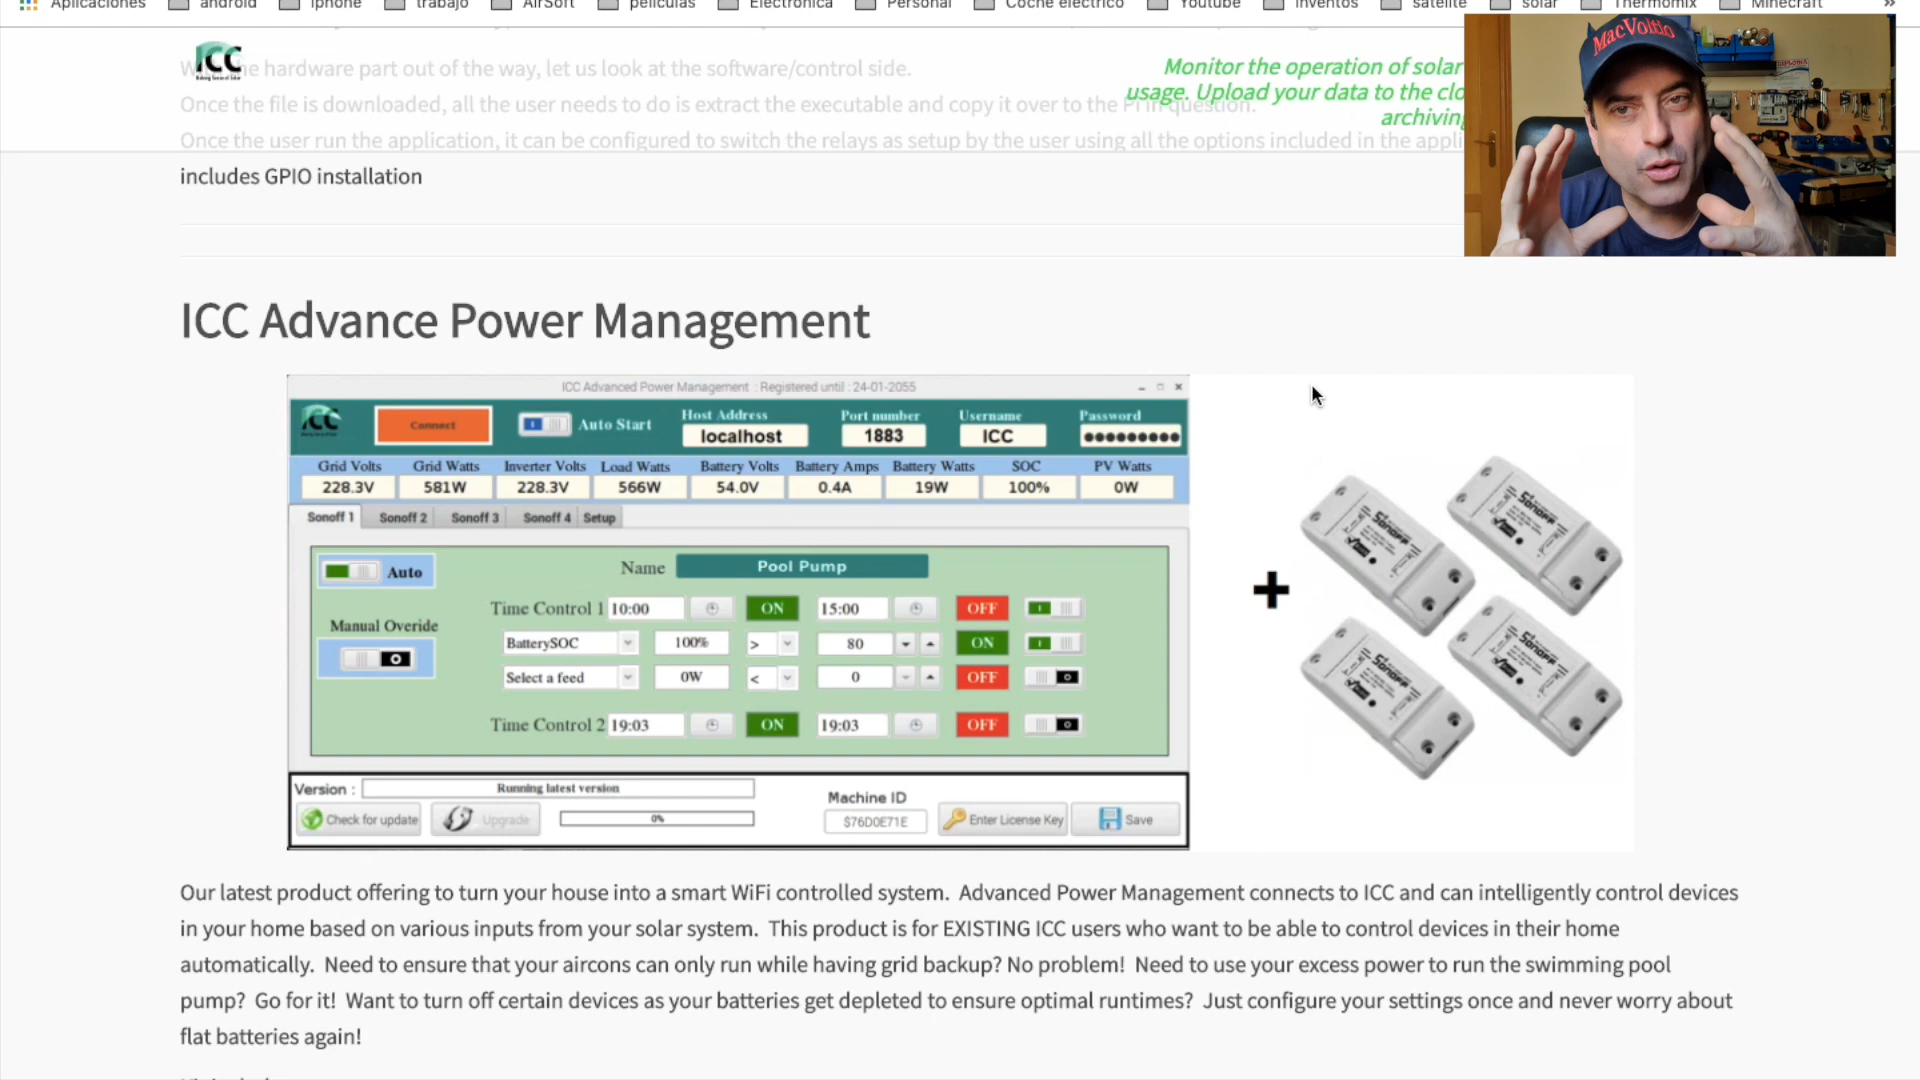 Aplicaciones android iphone trabajo AirSoft peliculas Electronica Personal Coche electrico Youtube inventos satelite solar Thermomix Minecraft »
ICC
the hardware part out of the way, let us look at the software/control side.
Once the file is downloaded, all the user needs to do is extract the executable and copy it over to the Pi in question.
Once the user run the application, it can be configured to switch the relays as setup by the user using all the options included in the appli
includes GPIO installation
Monitor the operation of solar
usage. Upload your data to the clo
archiving
MacVoltio
ICC Advance Power Management
ICC Advanced Power Management : Registered until : 24-01-2055
ICC
Connect
Auto Start
Host Address
localhost
Port number
1883
Username
ICC
Password
●●●●●●●●●
Grid Volts Grid Watts Inverter Volts Load Watts Battery Volts Battery Amps Battery Watts SOC PV Watts
228.3V 581W 228.3V 566W 54.0V 0.4A 19W 100% 0W
Sonoff 1 Sonoff 2 Sonoff 3 Sonoff 4 Setup
Auto
Name Pool Pump
Manual Overide
Time Control 1 10:00 ON 15:00 OFF
BatterySOC 100% > 80 ON
Select a feed 0W < 0 OFF
Time Control 2 19:03 ON 19:03 OFF
+
SONOFF
SONOFF
SONOFF
SONOFF
Version : Running latest version
Check for update Upgrade 0%
Machine ID
$76D0E71E
Enter License Key
Save
Our latest product offering to turn your house into a smart WiFi controlled system. Advanced Power Management connects to ICC and can intelligently control devices
in your home based on various inputs from your solar system. This product is for EXISTING ICC users who want to be able to control devices in their home
automatically. Need to ensure that your aircons can only run while having grid backup? No problem! Need to use your excess power to run the swimming pool
pump? Go for it! Want to turn off certain devices as your batteries get depleted to ensure optimal runtimes? Just configure your settings once and never worry about
flat batteries again!